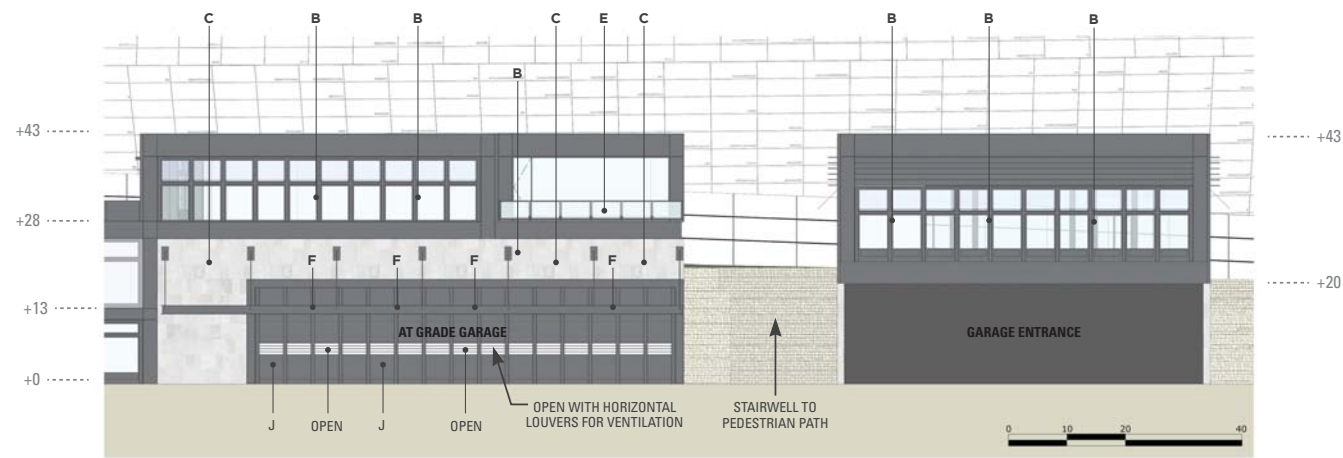 C B B C E C B B B
B
+43 +43
+28
F F F F
+20
+13
AT GRADE GARAGE
GARAGE ENTRANCE
+0
J OPEN J OPEN
OPEN WITH HORIZONTAL
LOUVERS FOR VENTILATION
STAIRWELL TO
PEDESTRIAN PATH
0 10 20 40